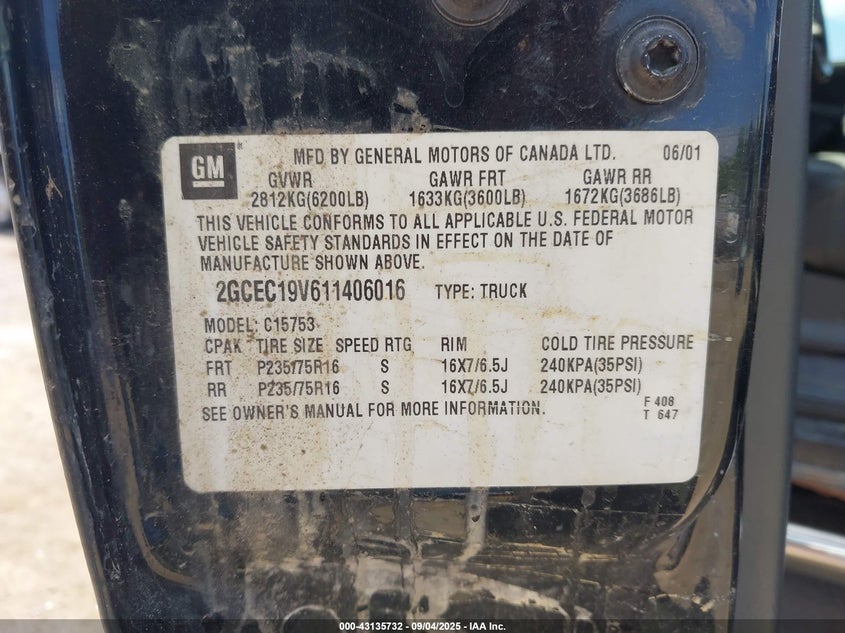 GM MFD BY GENERAL MOTORS OF CANADA LTD. 06/01
GVWR GAWR FRT GAWR RR
2812KG(6200LB) 1633KG(3600LB) 1672KG(3686LB)
THIS VEHICLE CONFORMS TO ALL APPLICABLE U.S. FEDERAL MOTOR
VEHICLE SAFETY STANDARDS IN EFFECT ON THE DATE OF
MANUFACTURE SHOWN ABOVE.
2GCEC19V611406016 TYPE: TRUCK
MODEL: C15753
CPAK TIRE SIZE SPEED RTG RIM COLD TIRE PRESSURE
FRT P235/75R16 S 16X7/6.5J 240KPA(35PSI)
RR P235/75R16 S 16X7/6.5J 240KPA(35PSI)
SEE OWNER'S MANUAL FOR MORE INFORMATION. F 408
T 647
000-43135732 - 09/04/2025 - IAA Inc.